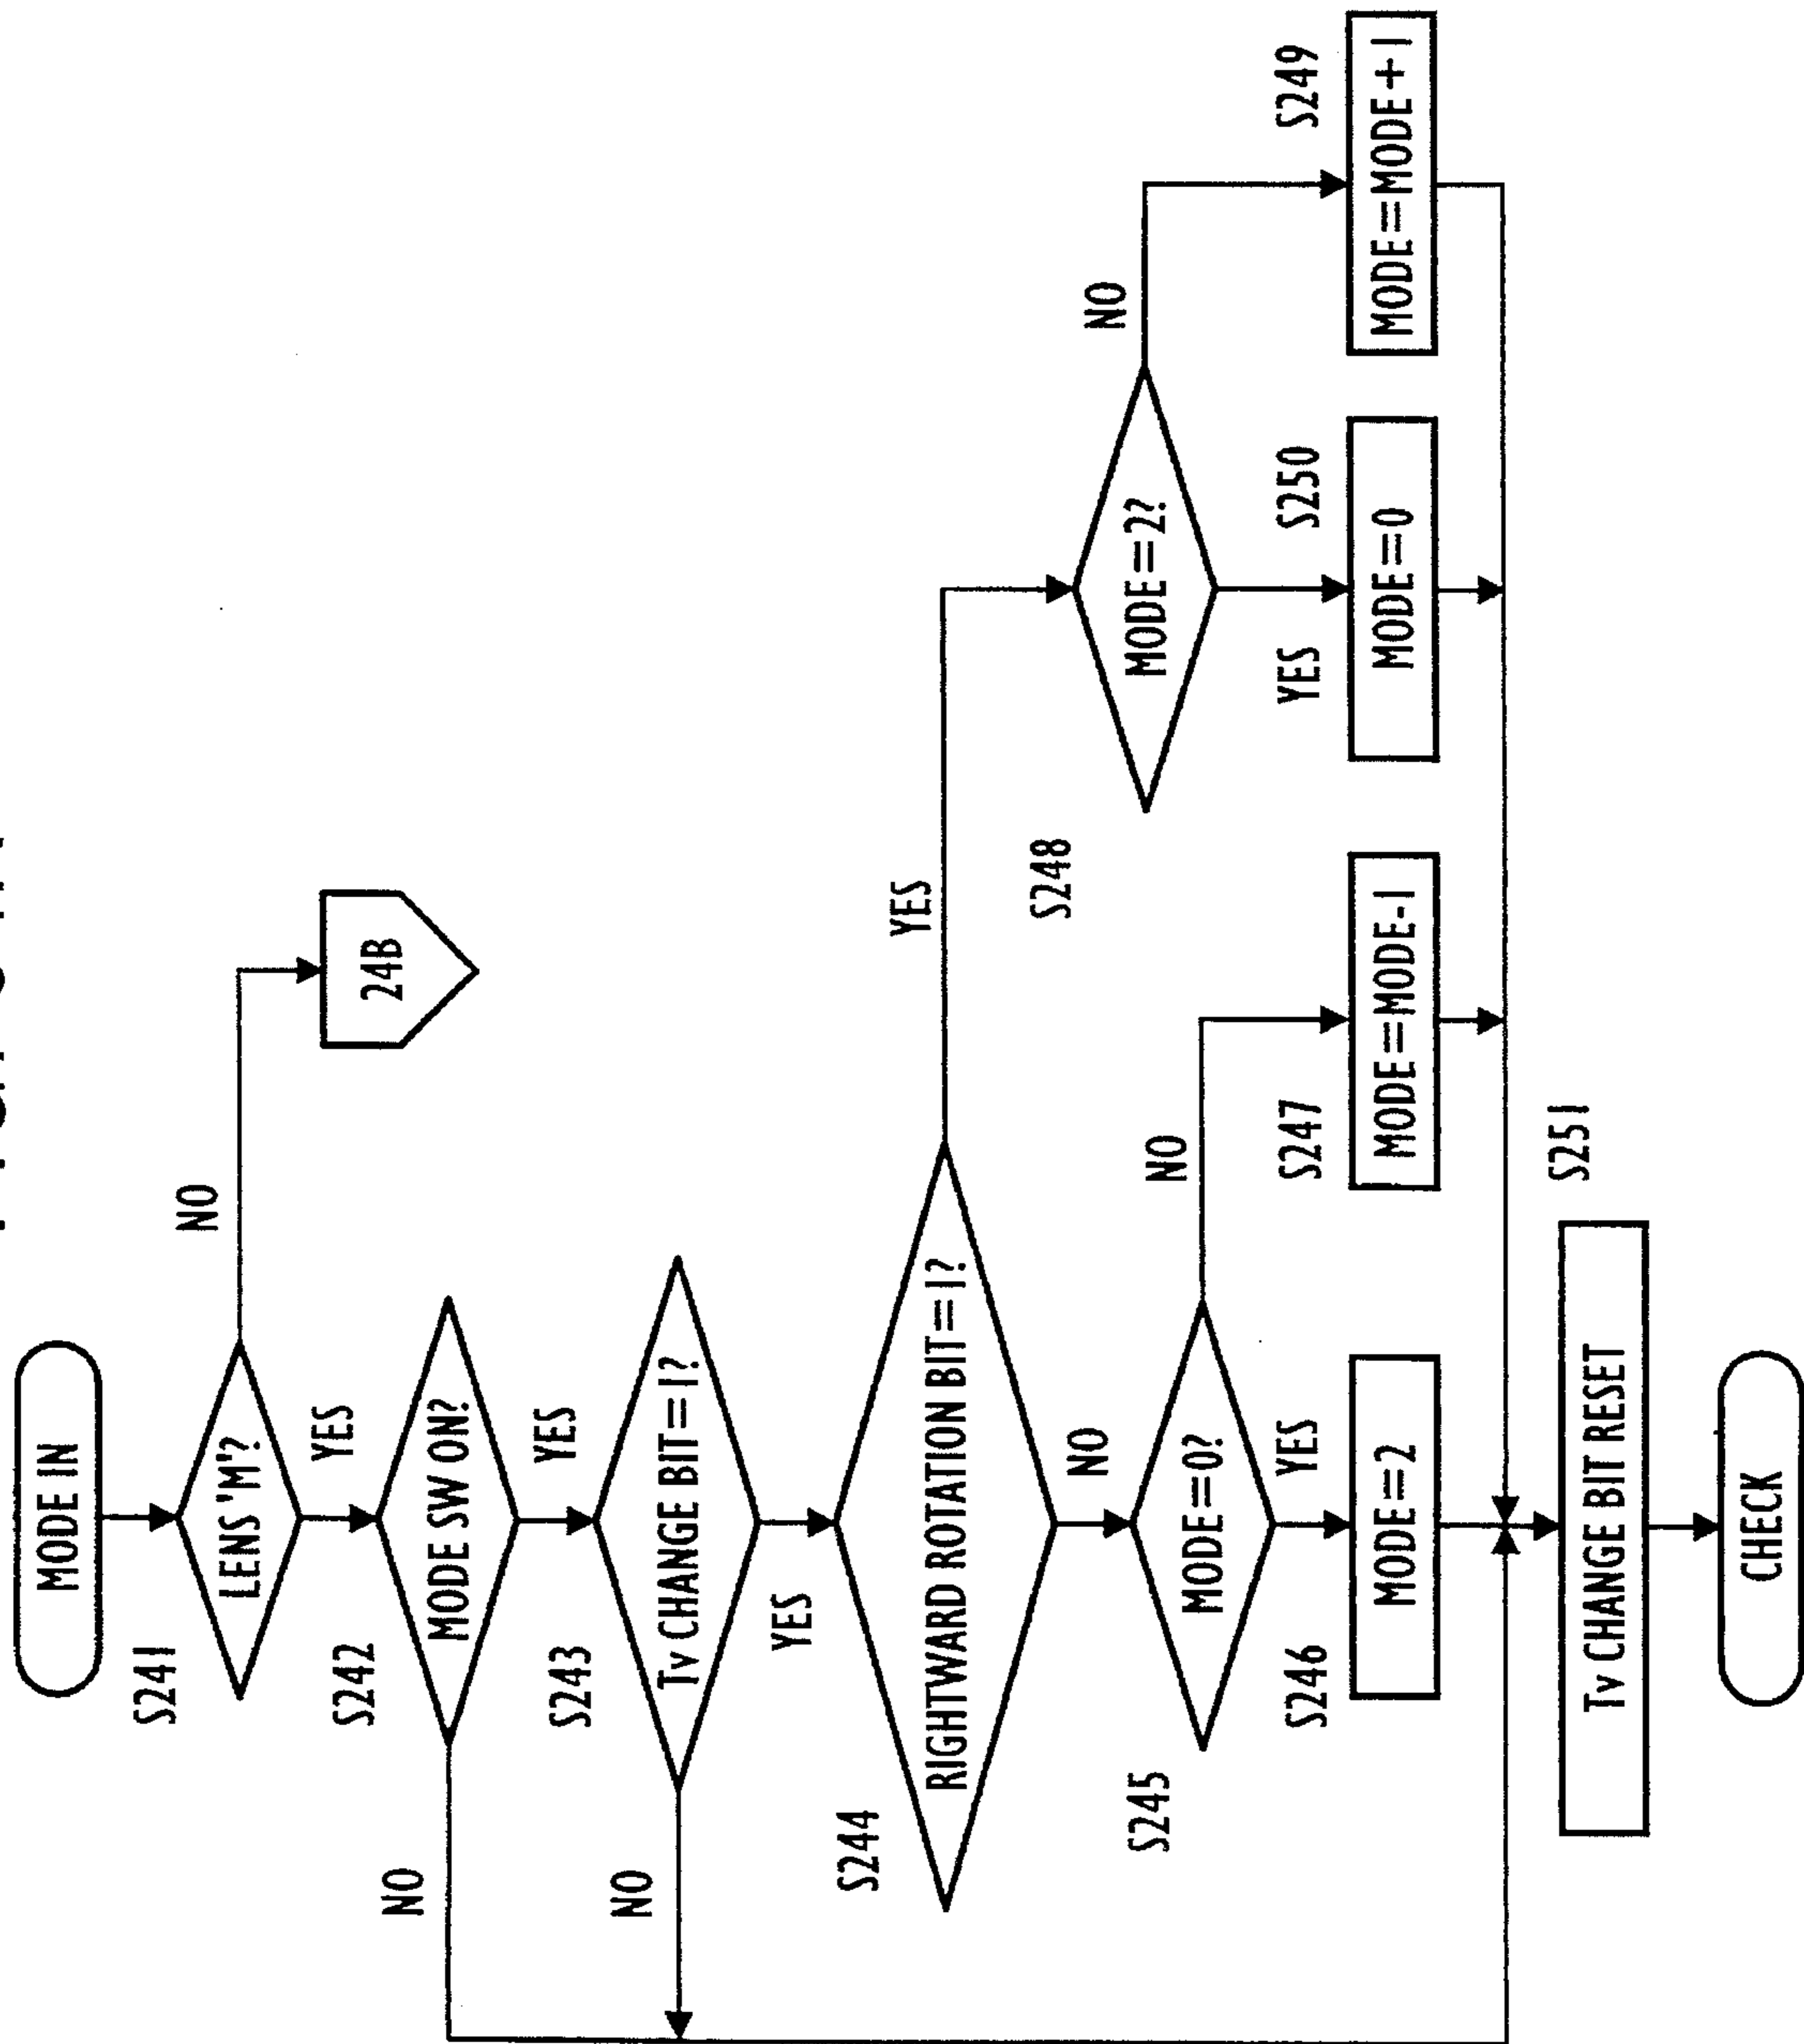 MODE IN
S241
LENS 'M'?
NO
24B
YES
S242
MODE SW ON?
NO
YES
S243
Tv CHANGE BIT=1?
NO
YES
S244
RIGHTWARD ROTATION BIT=1?
YES
NO
S245
MODE=0?
NO
YES
S248
MODE=2?
NO
YES
S246
MODE=2
S247
MODE=MODE-1
S250
MODE=0
S249
MODE=MODE+1
S251
Tv CHANGE BIT RESET
CHECK